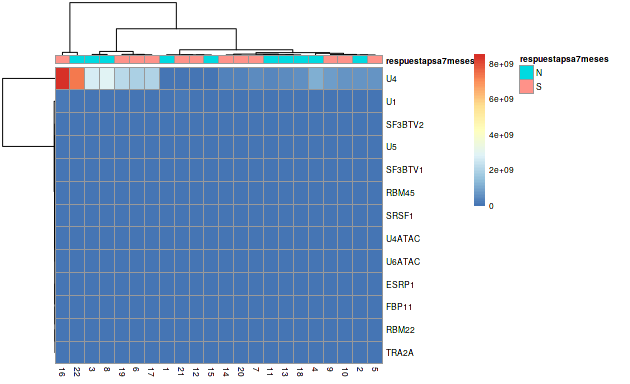 respuestapsa7meses
U4
U1
SF3BTV2
U5
SF3BTV1
RBM45
SRSF1
U4ATAC
U6ATAC
ESRP1
FBP11
RBM22
TRA2A
16 22 3 8 19 6 17 1 21 12 15 14 20 7 11 13 18 4 9 10 2 5
8e+09
6e+09
4e+09
2e+09
0
respuestapsa7meses
N
S